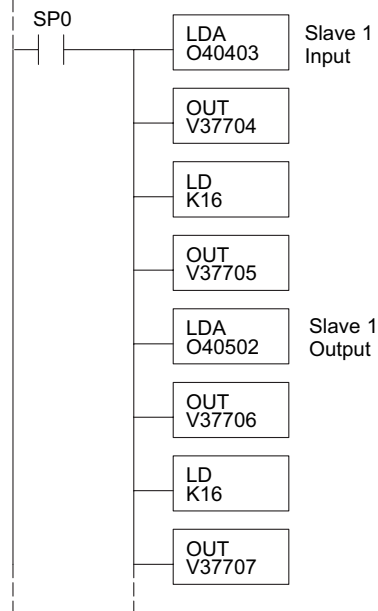 SP0
LDA
O40403
Slave 1
Input
OUT
V37704
LD
K16
OUT
V37705
LDA
O40502
Slave 1
Output
OUT
V37706
LD
K16
OUT
V37707